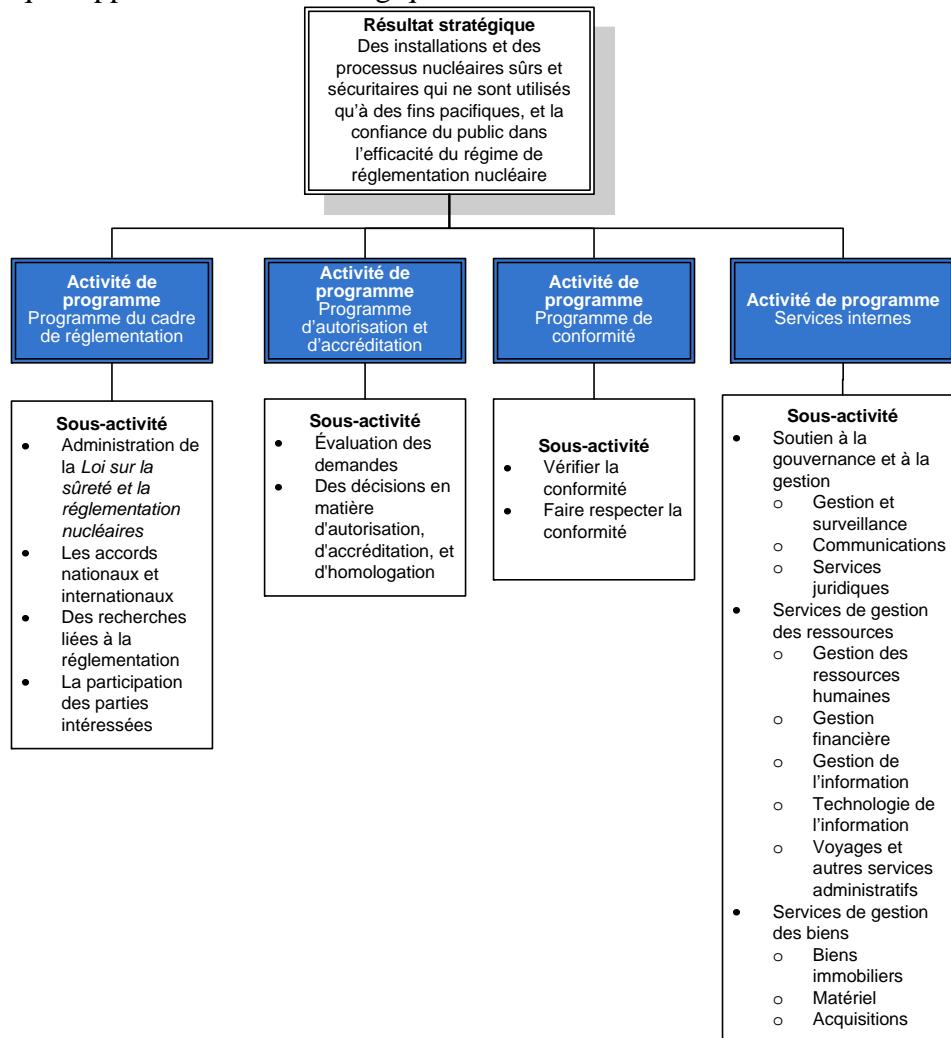 Résultat stratégique
Des installations et des
processus nucléaires sûrs et
sécuritaires qui ne sont utilisés
qu'à des fins pacifiques, et la
confiance du public dans
l'efficacité du régime de
réglementation nucléaire
Activité de
programme
Programme du cadre
de réglementation
Activité de
programme
Programme
d'autorisation et
d'accréditation
Activité de
programme
Programme de
conformité
Activité de programme
Services internes
Sous-activité
• Administration de
la Loi sur la
sûreté et la
réglementation
nucléaires
• Les accords
nationaux et
internationaux
• Des recherches
liées à la
réglementation
• La participation
des parties
intéressées
Sous-activité
• Évaluation des
demandes
• Des décisions en
matière
d'autorisation,
d'accréditation, et
d'homologation
Sous-activité
• Vérifier la
conformité
• Faire respecter la
conformité
Sous-activité
• Soutien à la
gouvernance et à la
gestion
o Gestion et
surveillance
o Communications
o Services
juridiques
• Services de gestion
des ressources
o Gestion des
ressources
humaines
o Gestion
financière
o Gestion de
l'information
o Technologie de
l'information
o Voyages et
autres services
administratifs
• Services de gestion
des biens
o Biens
immobiliers
o Matériel
o Acquisitions